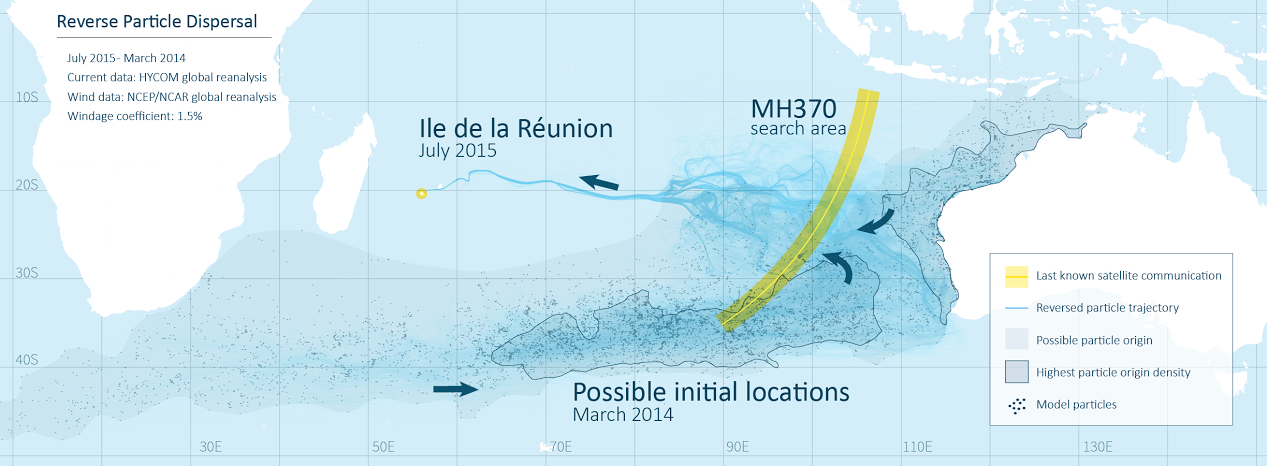 Reverse Particle Dispersal
July 2015- March 2014
Current data: HYCOM global reanalysis
Wind data: NCEP/NCAR global reanalysis
Windage coefficient: 1.5%
10S
20S
30S
40S
Ile de la Réunion
July 2015
MH370
search area
Last known satellite communication
Reversed particle trajectory
Possible particle origin
Highest particle origin density
Model particles
Possible initial locations
March 2014
30E
50E
70E
90E
110E
130E